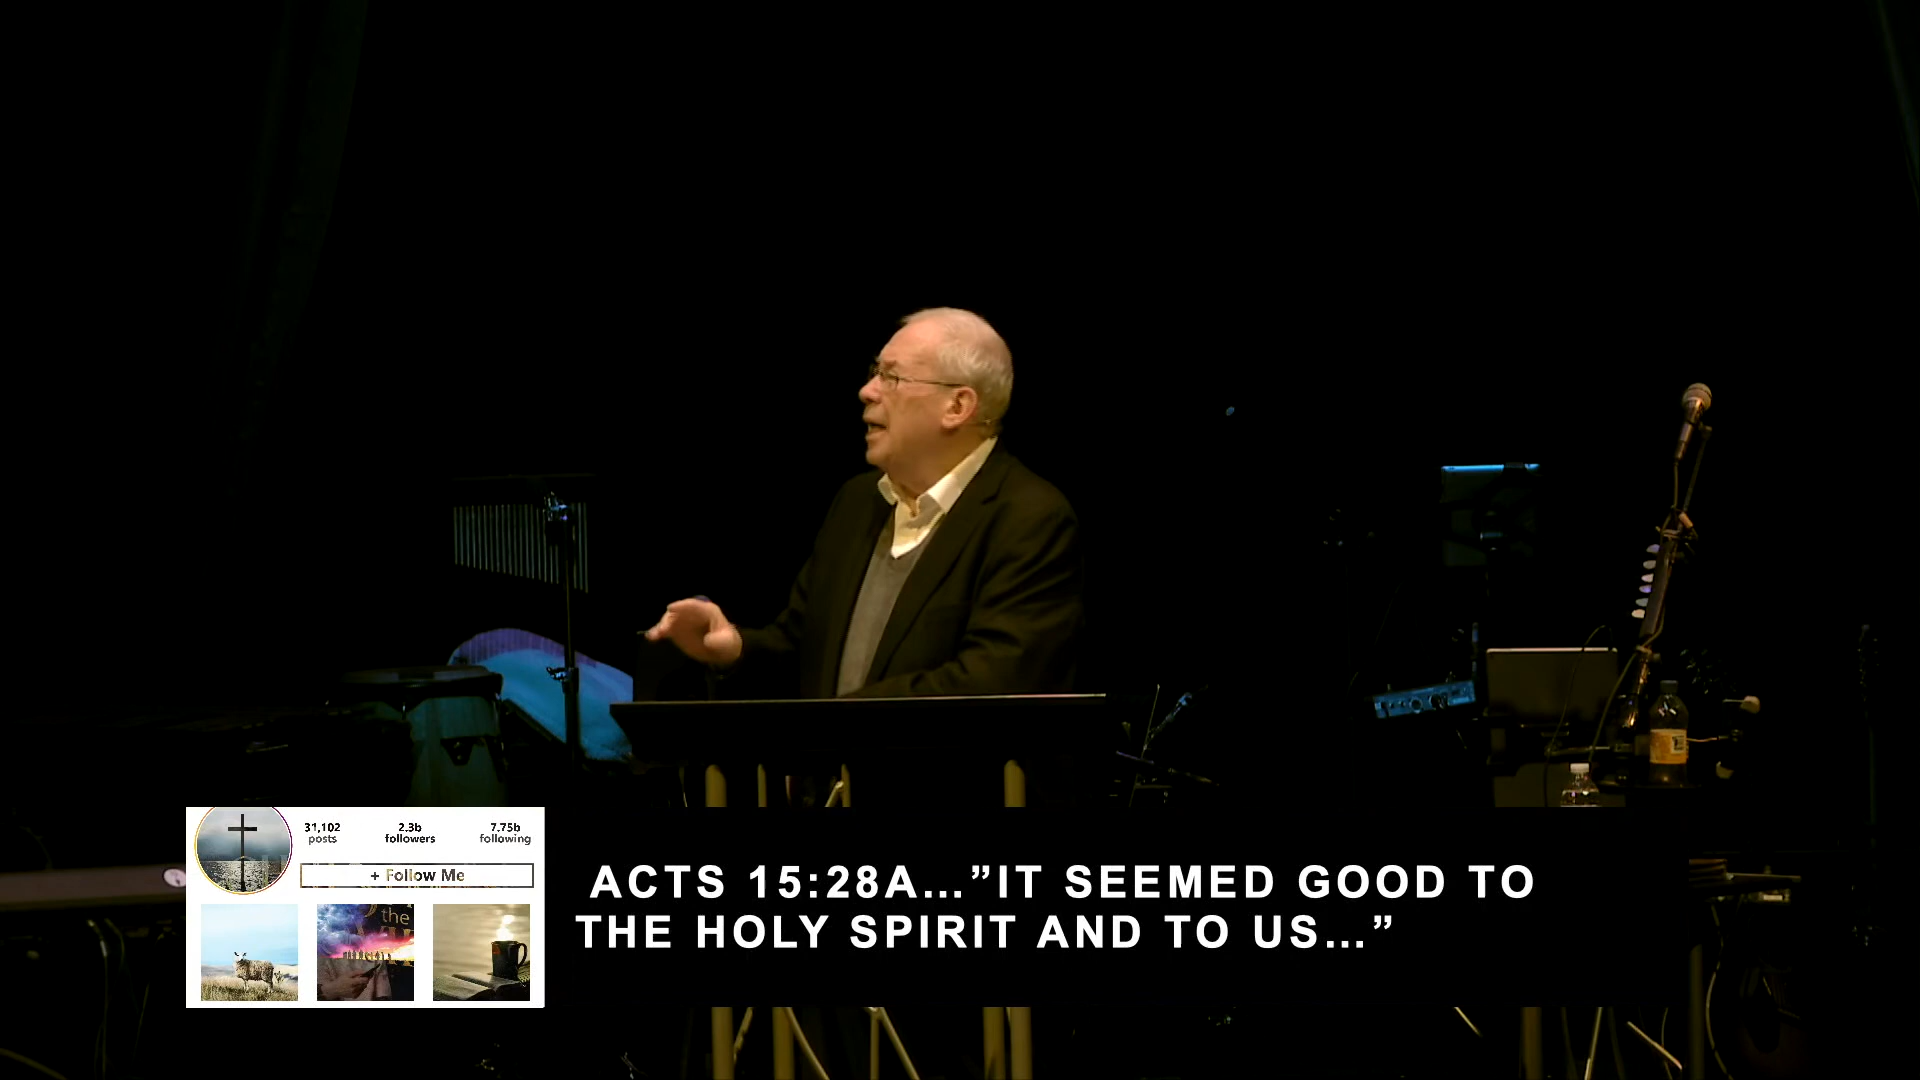 31,102
posts
2.3b
followers
7.75b
following
+ Follow Me
the
ACTS 15:28A...”IT SEEMED GOOD TO
THE HOLY SPIRIT AND TO US...”